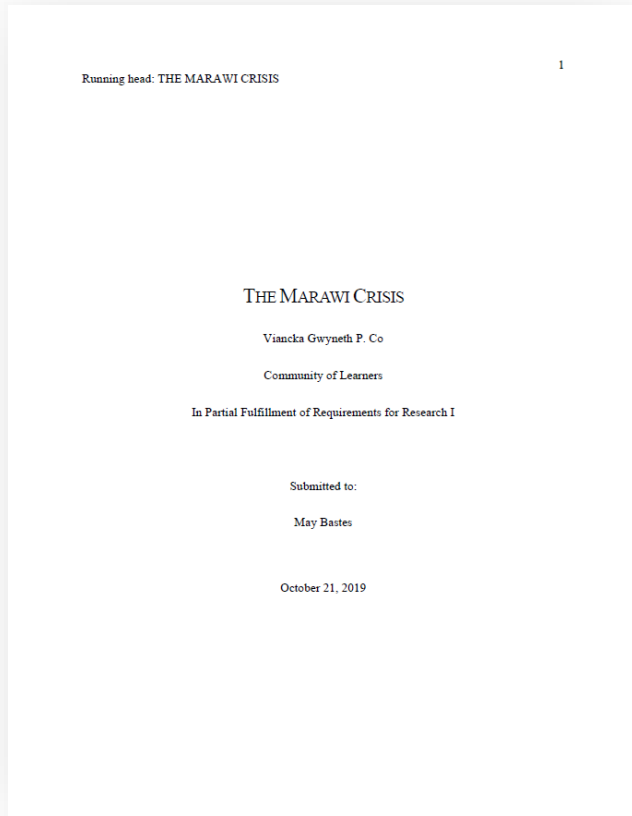 1
Running head: THE MARAWI CRISIS
THE MARAWI CRISIS
Viancka Gwyneth P. Co
Community of Learners
In Partial Fulfillment of Requirements for Research I
Submitted to:
May Bastes
October 21, 2019